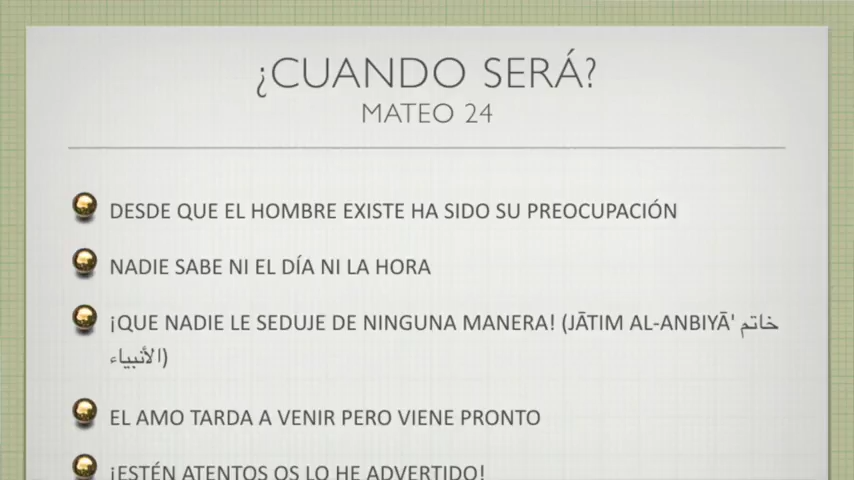 ¿CUANDO SERÁ?
MATEO 24
DESDE QUE EL HOMBRE EXISTE HA SIDO SU PREOCUPACIÓN
NADIE SABE NI EL DÍA NI LA HORA
¡QUE NADIE LE SEDUJE DE NINGUNA MANERA! (JĀTIM AL-ANBIYĀ' خاتم
الأنبياء)
EL AMO TARDA A VENIR PERO VIENE PRONTO
¡ESTÉN ATENTOS OS LO HE ADVERTIDO!